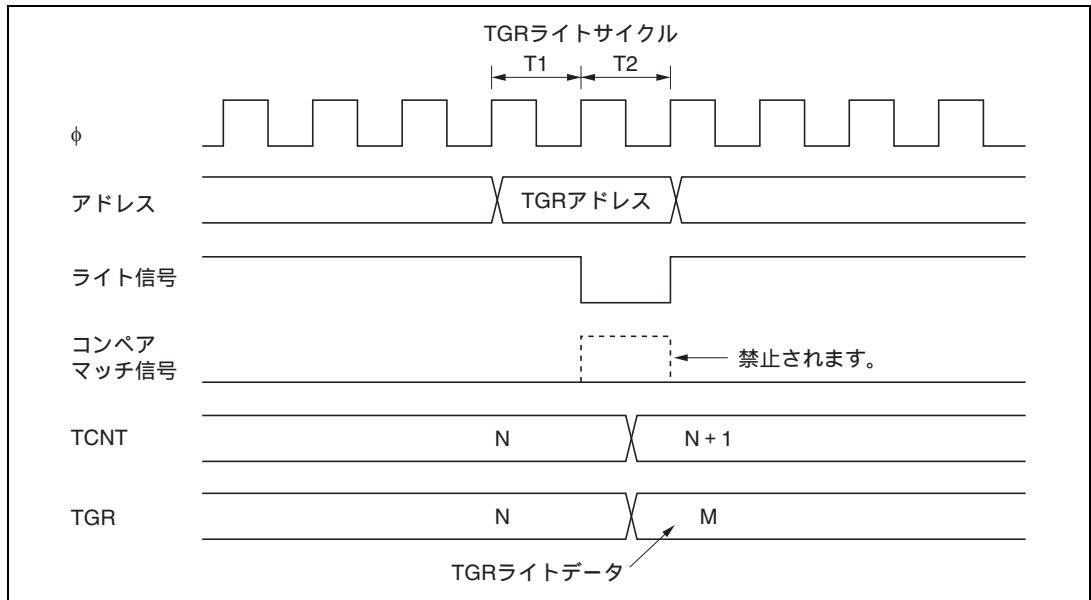 TGRライトサイクル
T1 T2
φ
アドレス TGRアドレス
ライト信号
コンペア
マッチ信号 禁止されます。
TCNT N N + 1
TGR N M
TGRライトデータ